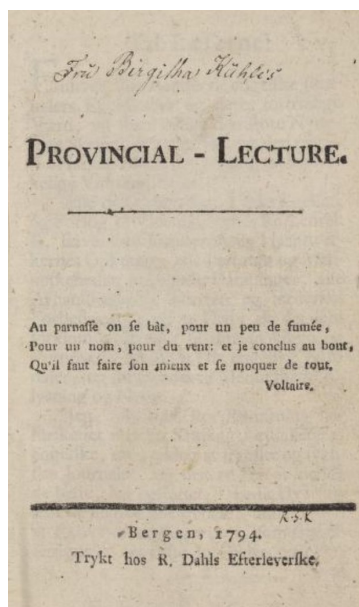 Frŭ Birgitha Kühles
PROVINCIAL - LECTURE.
Au parnasse on se bât, pour un peu de fumée,
Pour un nom, pour du vent: et je conclus au bout,
Qu'il faut faire son mieux et se moquer de tout.
Voltaire.
R.S.K
Bergen, 1794.
Trykt hos R. Dahls Efterleverske.